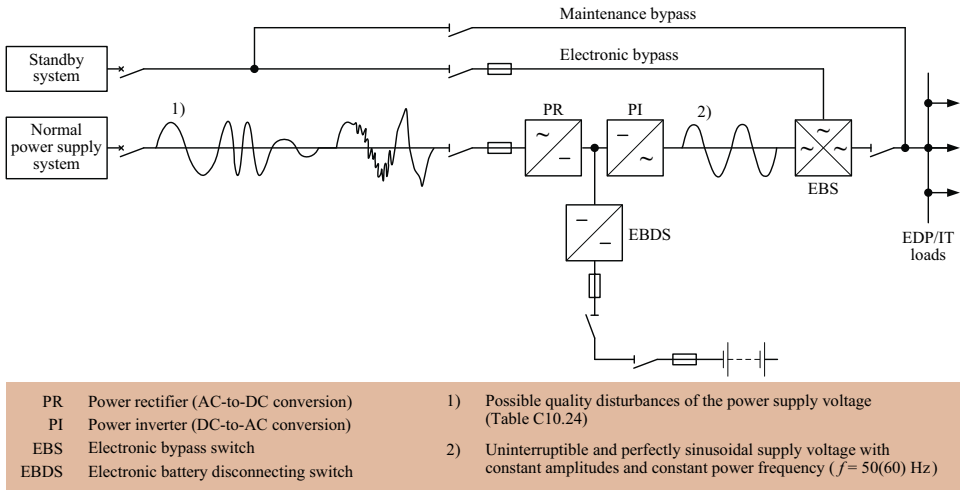 Maintenance bypass
Standby
system
Electronic bypass
1)
Normal
power supply
system
PR
PI
2)
~
–
–
~
~
~
~
EBS
–
–
EBDS
EDP/IT
loads
PR Power rectifier (AC-to-DC conversion)
PI Power inverter (DC-to-AC conversion)
EBS Electronic bypass switch
EBDS Electronic battery disconnecting switch
1) Possible quality disturbances of the power supply voltage
(Table C10.24)
2) Uninterruptible and perfectly sinusoidal supply voltage with
constant amplitudes and constant power frequency (f = 50(60) Hz)